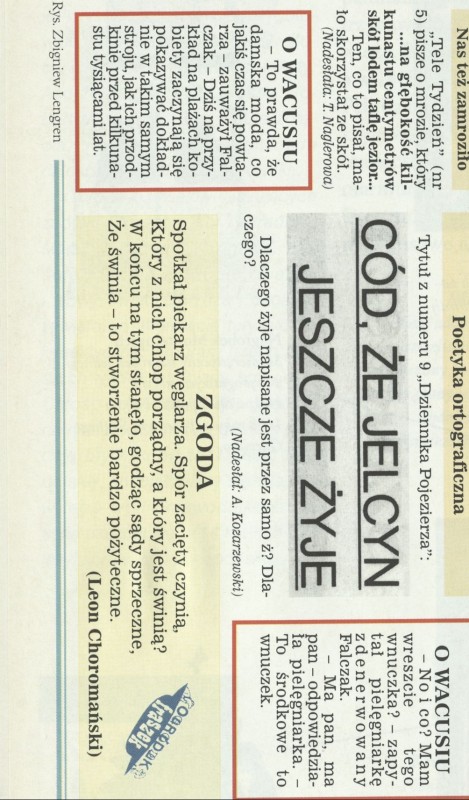 Nas też zamroziło
„Tele Tydzień” (nr
5) pisze o mrozie, który
...na głębokość kil-
kunastu centymetrów
skół lodem taflę jezior...
Ten, co to pisał, ma-
ło skorzystał ze skół.
(Nadesłała: T. Naglerowa)
O WACUSIU
– To prawda, że
damska moda, co
jakiś czas się powta-
rza – zauważył Fal-
czak. – Dziś na przy-
kład na plażach ko-
biety zaczynają się
pokazywać dokład-
nie w takim samym
stroju, jak ich przod-
kinie przed kilkuna-
stu tysiącami lat.
Rys. Zbigniew Lengren
Poetyka ortograficzna
Tytuł z numeru 9 „Dziennika Pojezierza”:
CÓD, ŻE JELCYN
JESZCZE ŻYJE
Dlaczego żyje napisane jest przez samo ż? Dla-
czego?
(Nadesłał: A. Kozarzewski)
ZGODA
Spotkał piekarz węglarza. Spór zacięty czynią,
Który z nich chłop porządny, a który jest świnią?
W końcu na tym stanęło, godząc sądy sprzeczne,
Że świnia – to stworzenie bardzo pożyteczne.
(Leon Choromański)
fraszek
O WACUSIU
– No i co? Mam
wreszcie tego
wnuczka? – zapy-
tał pielęgniarkę
zdenerwowany
Falczak.
– Ma pan, ma
pan – odpowiedzia-
ła pielęgniarka. –
To środkowe to
wnuczek.